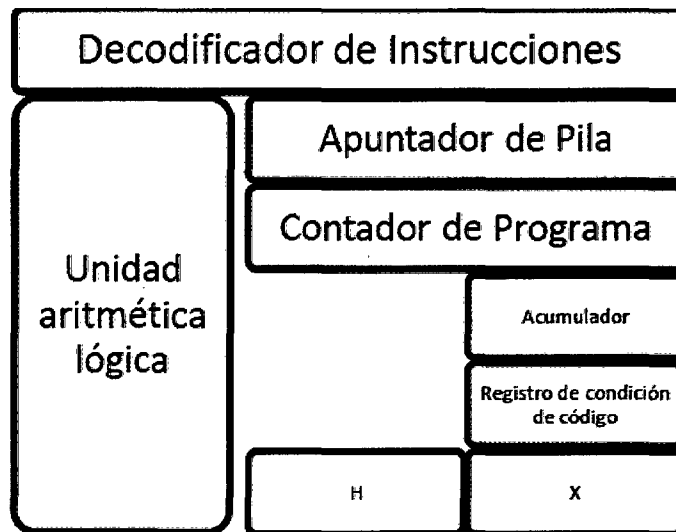 Decodificador de Instrucciones
Apuntador de Pila
Contador de Programa
Unidad
aritmética
lógica
Acumulador
Registro de condición
de código
H
X